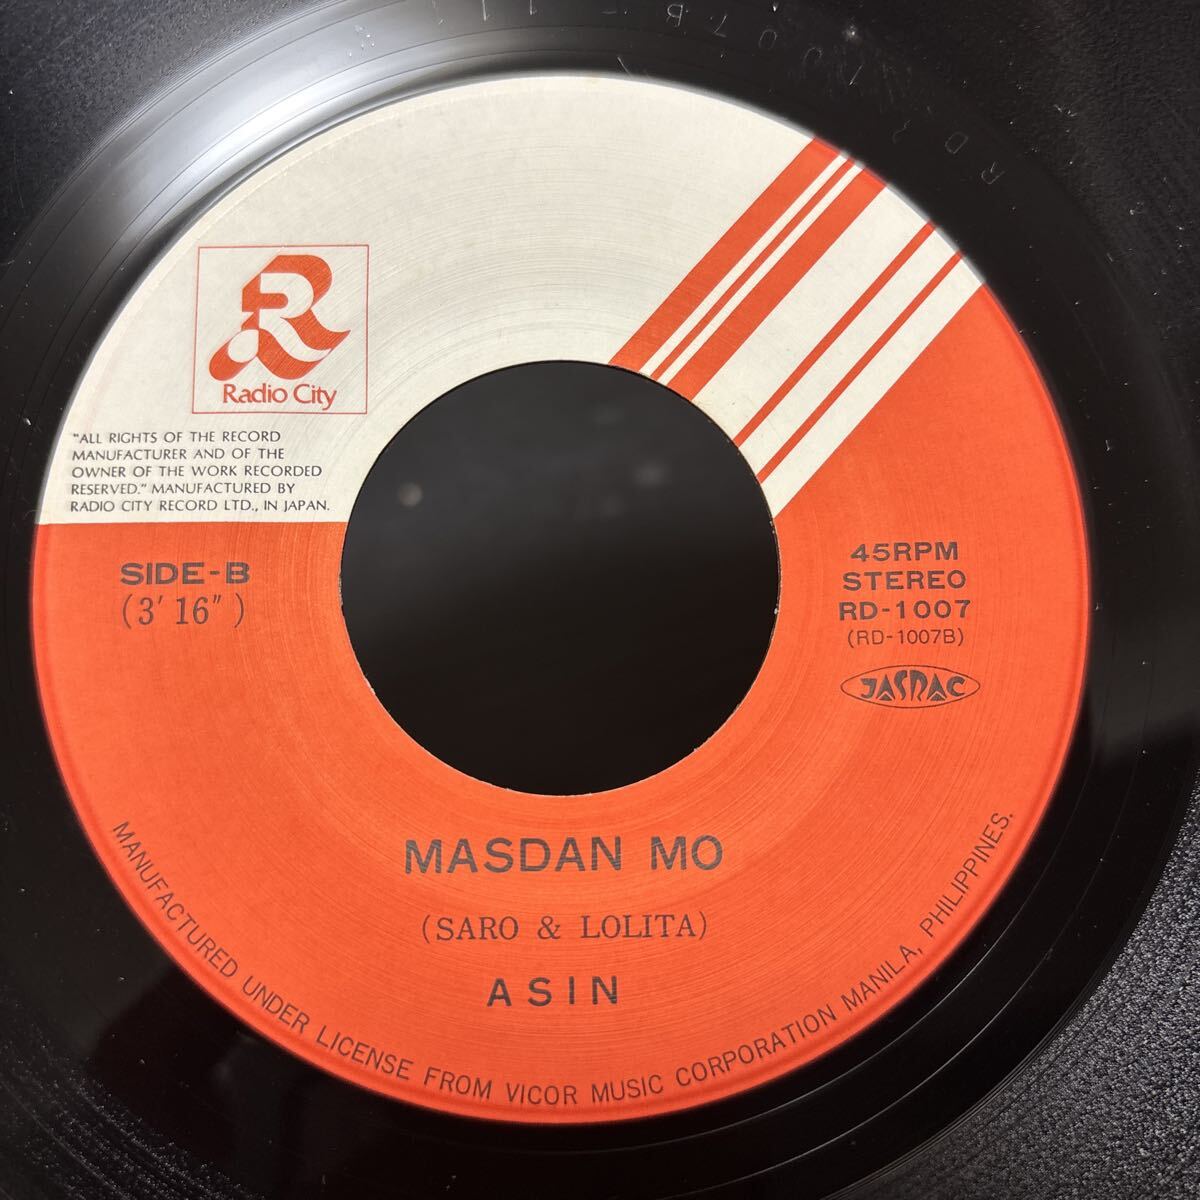 R
Radio City
"ALL RIGHTS OF THE RECORD
MANUFACTURER AND OF THE
OWNER OF THE WORK RECORDED
RESERVED." MANUFACTURED BY
RADIO CITY RECORD LTD., IN JAPAN.
SIDE-B
(3' 16")
45RPM
STEREO
RD-1007
(RD-1007B)
JASRAC
MASDAN MO
(SARO & LOLITA)
ASIN
MANUFACTURED UNDER LICENSE FROM VICOR MUSIC CORPORATION MANILA, PHILIPPINES.